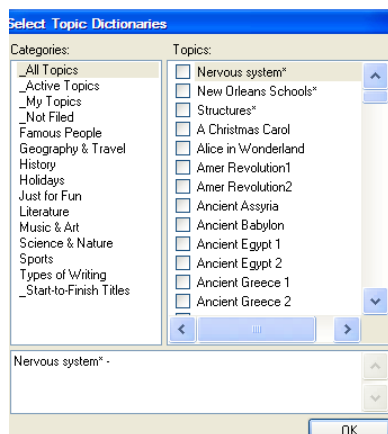 Select Topic Dictionaries
Categories:
_All Topics
_Active Topics
_My Topics
_Not Filed
Famous People
Geography & Travel
History
Holidays
Just for Fun
Literature
Music & Art
Science & Nature
Sports
Types of Writing
_Start-to-Finish Titles
Topics:
Nervous system*
New Orleans Schools*
Structures*
A Christmas Carol
Alice in Wonderland
Amer Revolution1
Amer Revolution2
Ancient Assyria
Ancient Babylon
Ancient Egypt 1
Ancient Egypt 2
Ancient Greece 1
Ancient Greece 2
Nervous system* -
OK